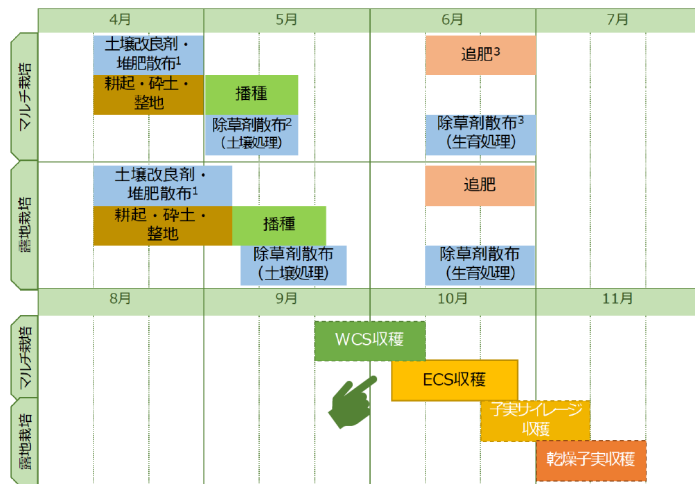 4月
5月
6月
7月
マルチ栽培
土壌改良剤・
堆肥散布1
耕起・砕土・
整地
播種
除草剤散布2
(土壌処理)
追肥3
除草剤散布3
(生育処理)
露地栽培
土壌改良剤・
堆肥散布1
耕起・砕土・
整地
播種
除草剤散布
(土壌処理)
追肥
除草剤散布
(生育処理)
8月
9月
10月
11月
マルチ栽培
WCS収穫
ECS収穫
露地栽培
子実サイレージ
収穫
乾燥子実収穫